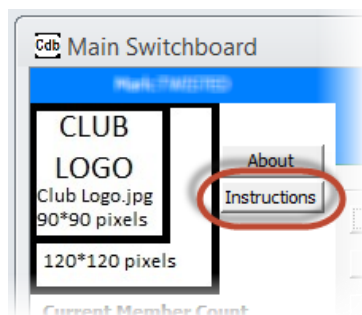 Cdb Main Switchboard
CLUB
LOGO
Club Logo.jpg
90*90 pixels
120*120 pixels
About
Instructions
Current Member Count